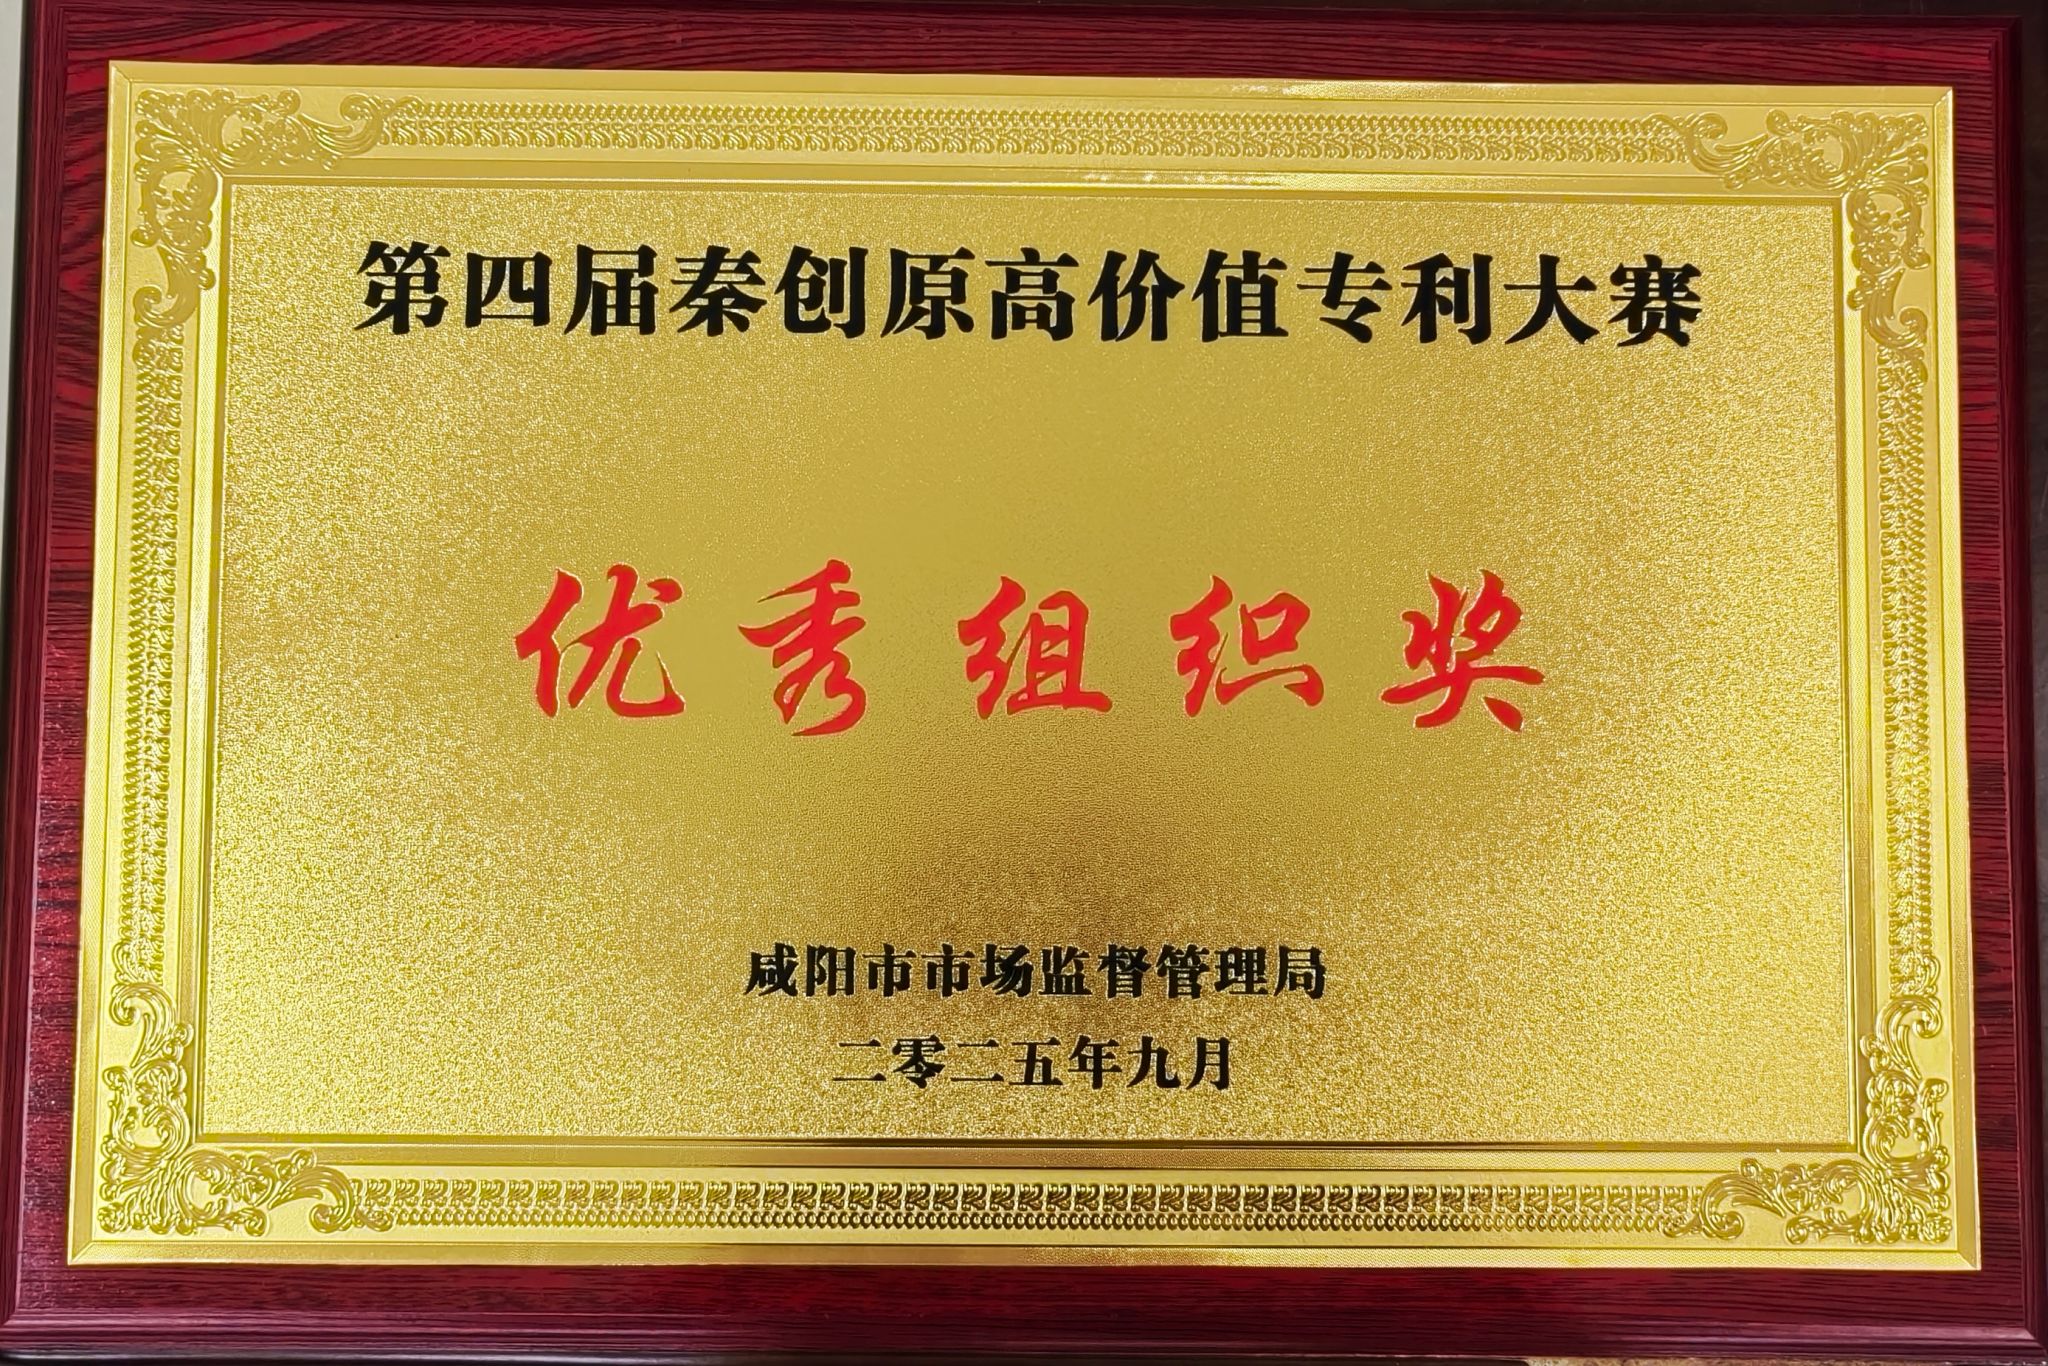 第四届秦创原高价值专利大赛
优秀组织奖
咸阳市市场监督管理局
二零二五年九月